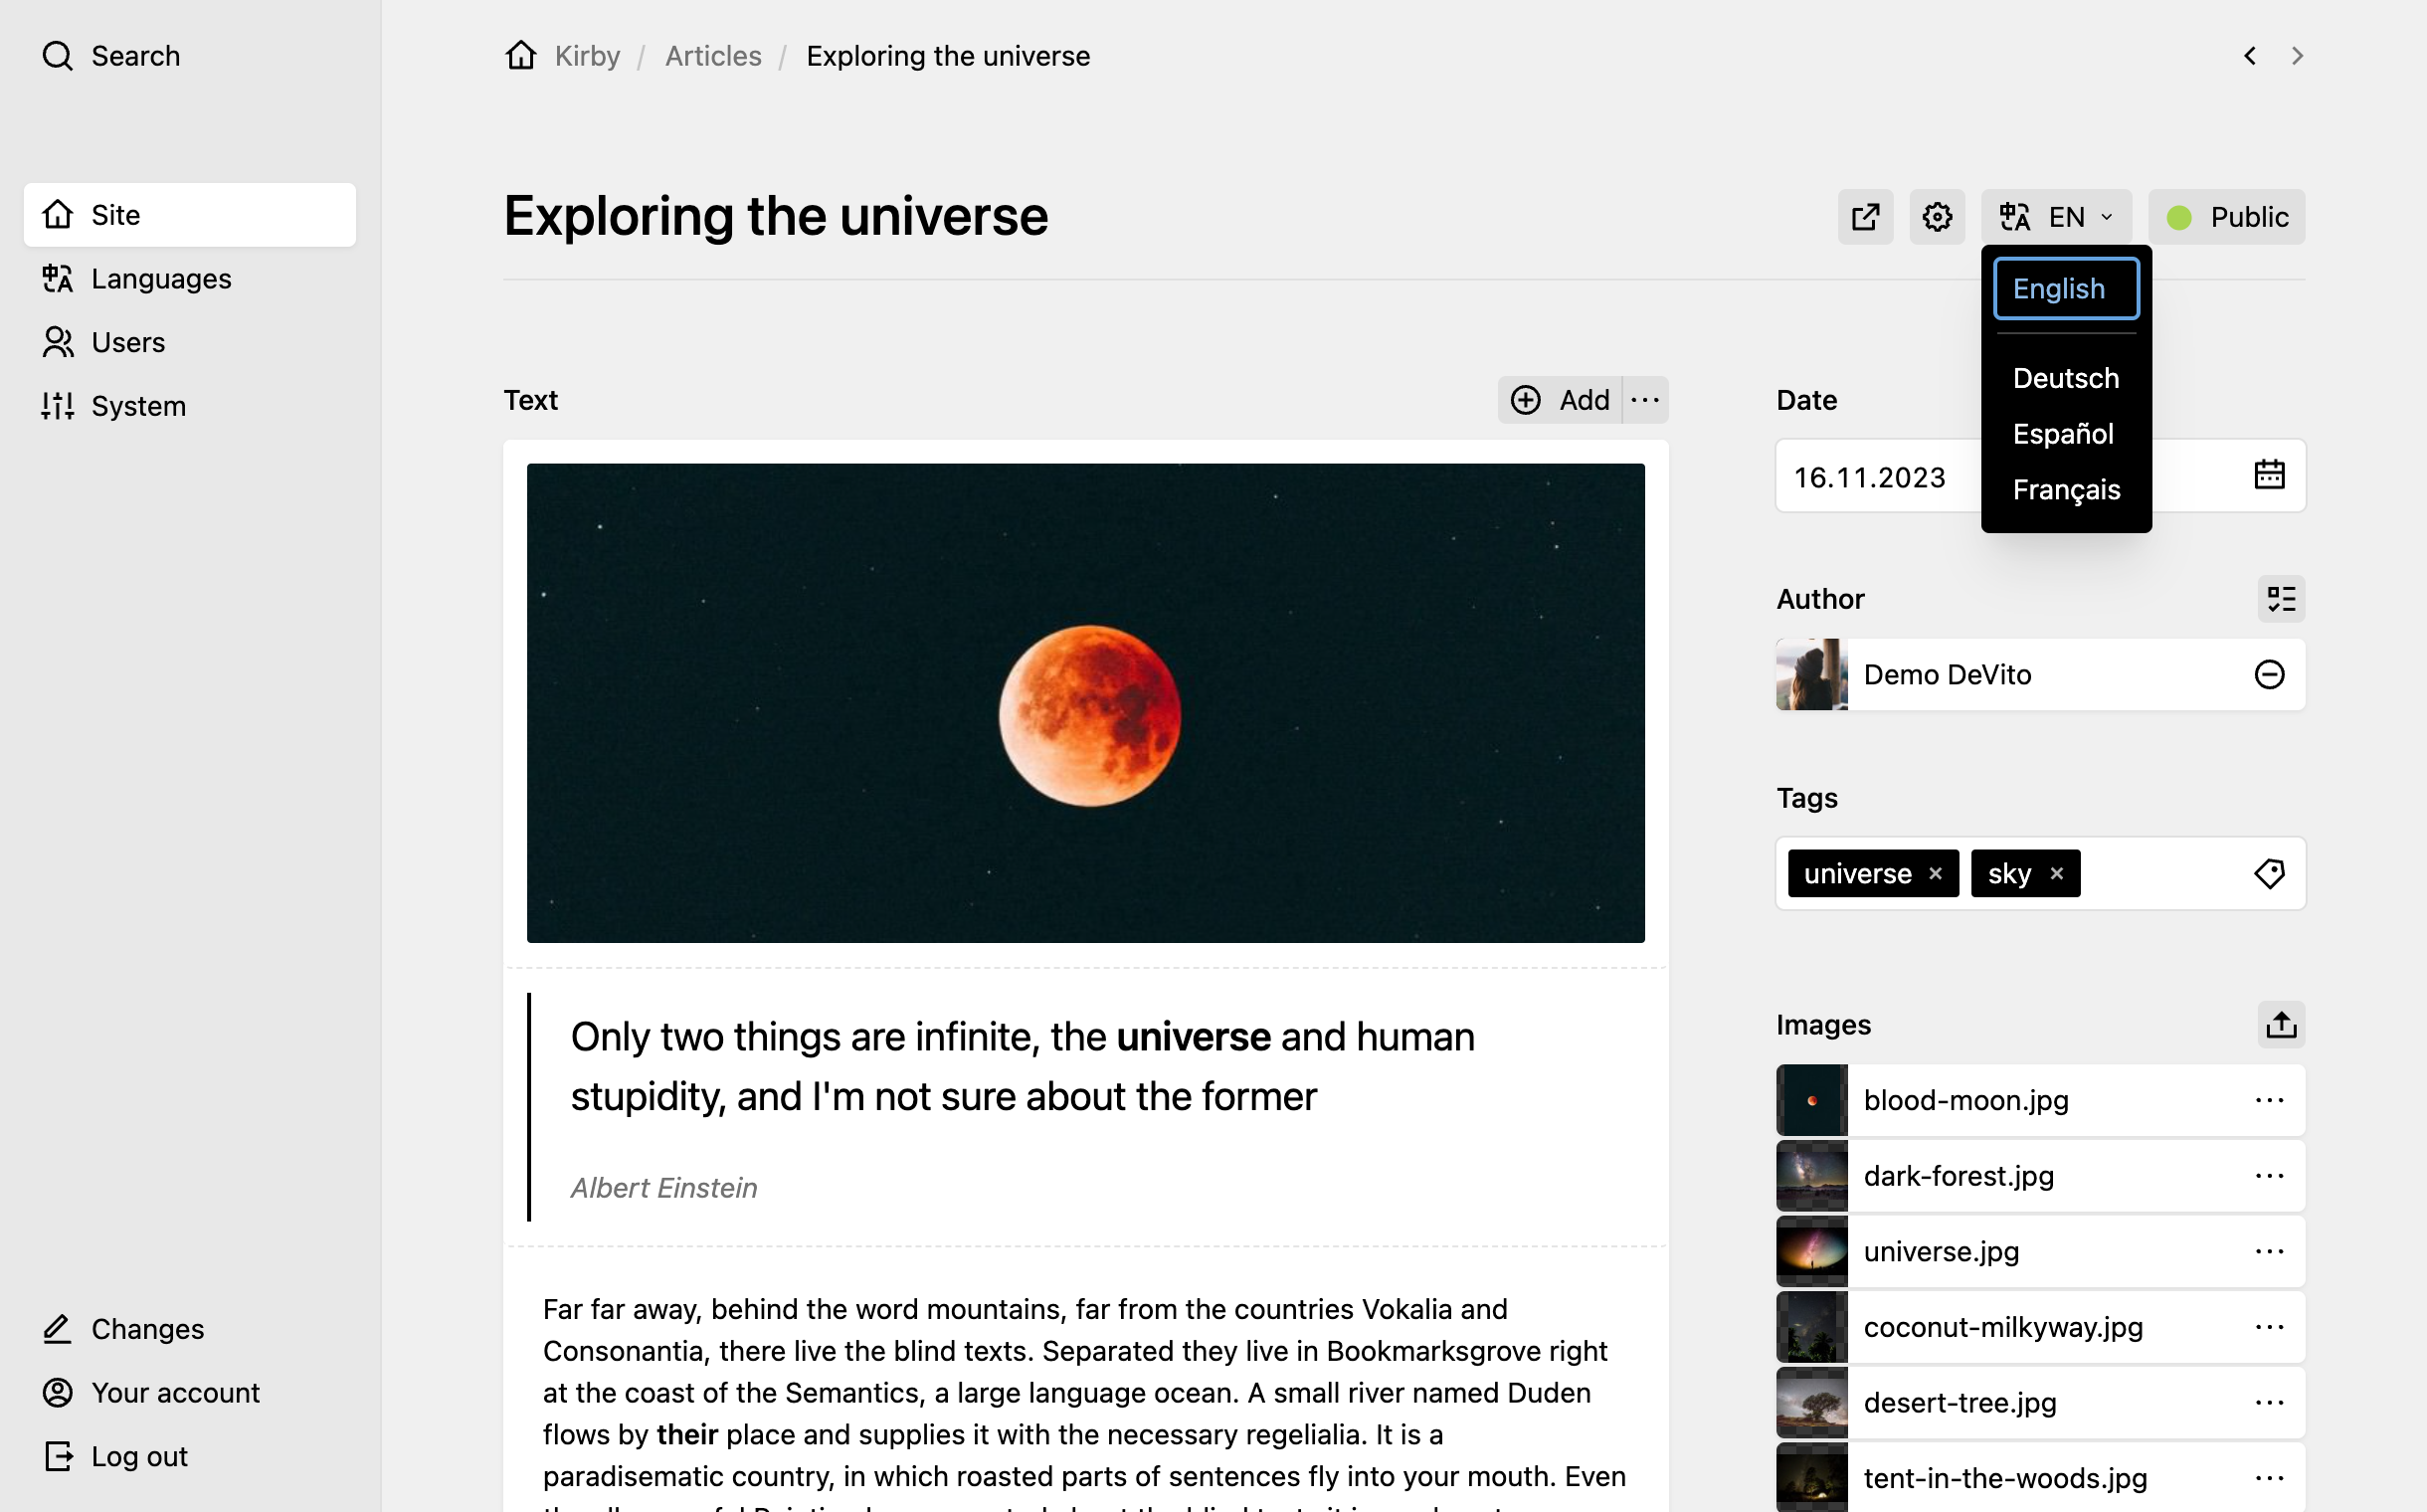 Search
Site
Languages
Users
System
Changes
Your account
Log out
Kirby / Articles / Exploring the universe
Exploring the universe
EN
Public
English
Deutsch
Español
Français
Text
Add
Only two things are infinite, the universe and human
stupidity, and I'm not sure about the former
Albert Einstein
Far far away, behind the word mountains, far from the countries Vokalia and
Consonantia, there live the blind texts. Separated they live in Bookmarksgrove right
at the coast of the Semantics, a large language ocean. A small river named Duden
flows by their place and supplies it with the necessary regelialia. It is a
paradisematic country, in which roasted parts of sentences fly into your mouth. Even
Date
16.11.2023
Author
Demo DeVito
Tags
universe ×
sky ×
Images
blood-moon.jpg
dark-forest.jpg
universe.jpg
coconut-milkyway.jpg
desert-tree.jpg
tent-in-the-woods.jpg